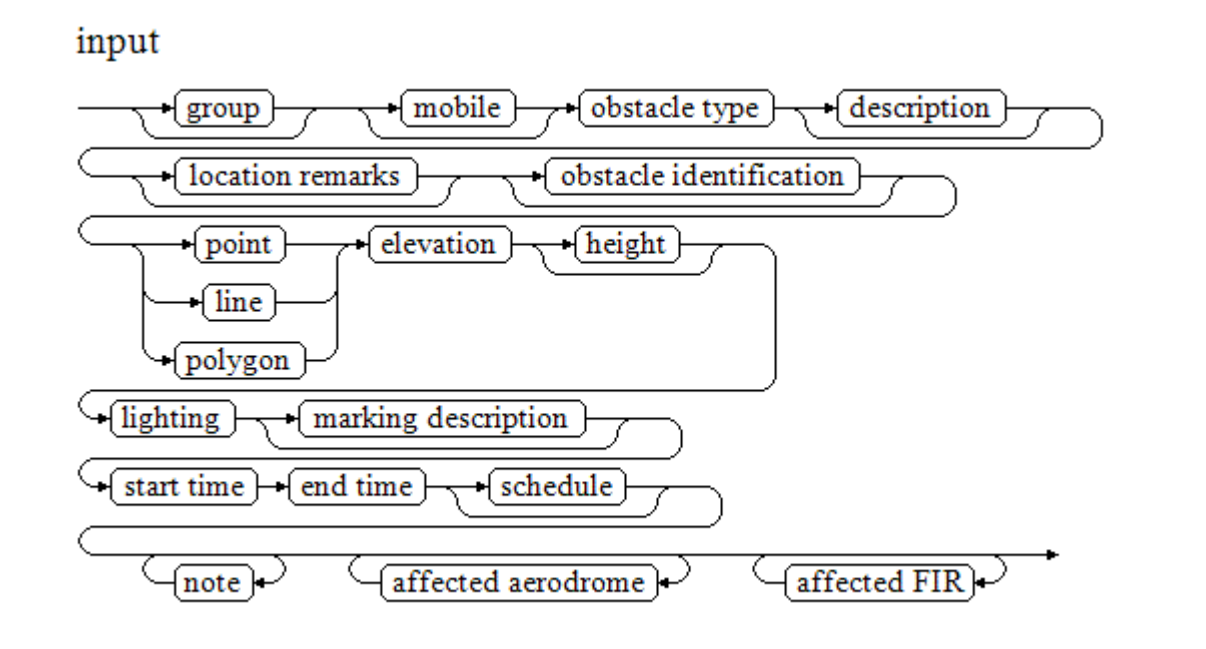 input
group mobile obstacle type description
location remarks obstacle identification
point elevation height
line
polygon
lighting marking description
start time end time schedule
note affected aerodrome affected FIR